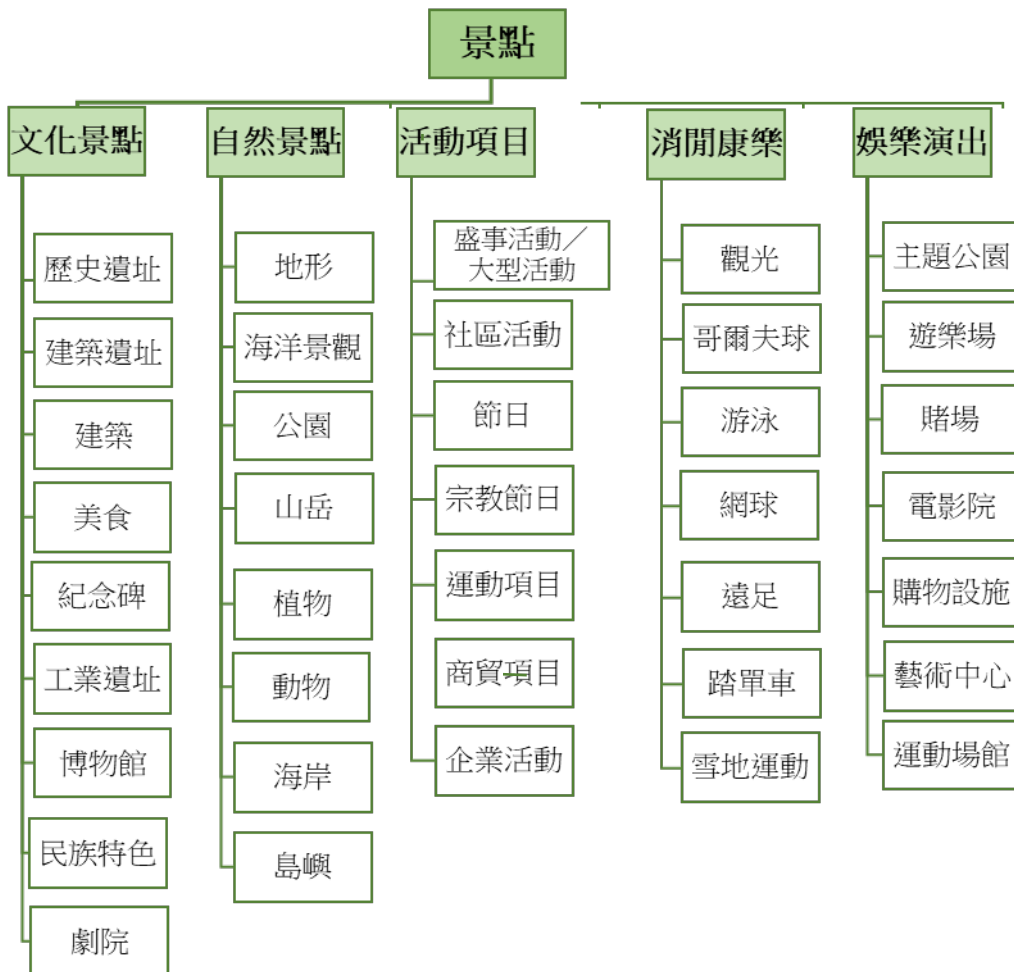 景點
文化景點
歷史遺址
建築遺址
建築
美食
紀念碑
工業遺址
博物館
民族特色
劇院
自然景點
地形
海洋景觀
公園
山岳
植物
動物
海岸
島嶼
活動項目
盛事活動／
大型活動
社區活動
節日
宗教節日
運動項目
商貿項目
企業活動
消閒康樂
觀光
哥爾夫球
游泳
網球
遠足
踏單車
雪地運動
娛樂演出
主題公園
遊樂場
賭場
電影院
購物設施
藝術中心
運動場館